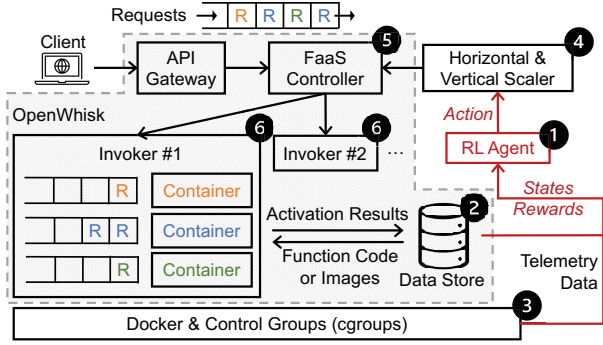 Requests
R R R R
Client
API
Gateway
FaaS
Controller
5
Horizontal &
Vertical Scaler
4
Action
OpenWhisk
RL Agent
1
Invoker #1
6
Invoker #2
6
...
States
Rewards
R
Container
R R
Container
R
Container
Activation Results
Function Code
or Images
2
Data Store
Telemetry
Data
Docker & Control Groups (cgroups)
3